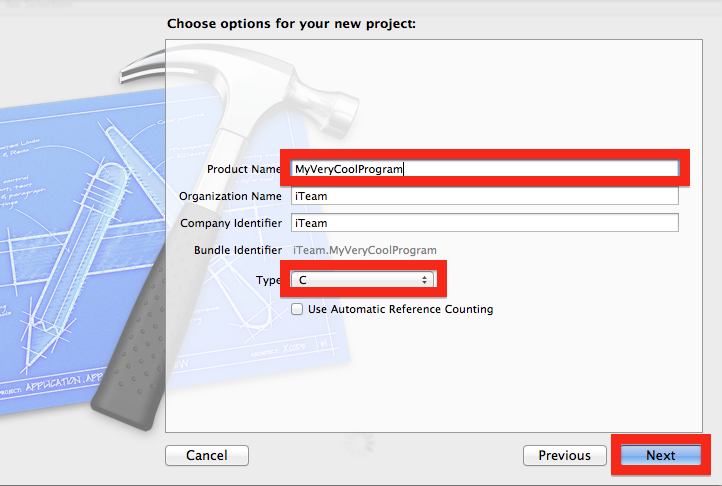 Choose options for your new project:
Product Name MyVeryCoolProgram
Organization Name iTeam
Company Identifier iTeam
Bundle Identifier iTeam.MyVeryCoolProgram
Type C
Use Automatic Reference Counting
PROJECT: APPLICATION.APP
Cancel Previous Next